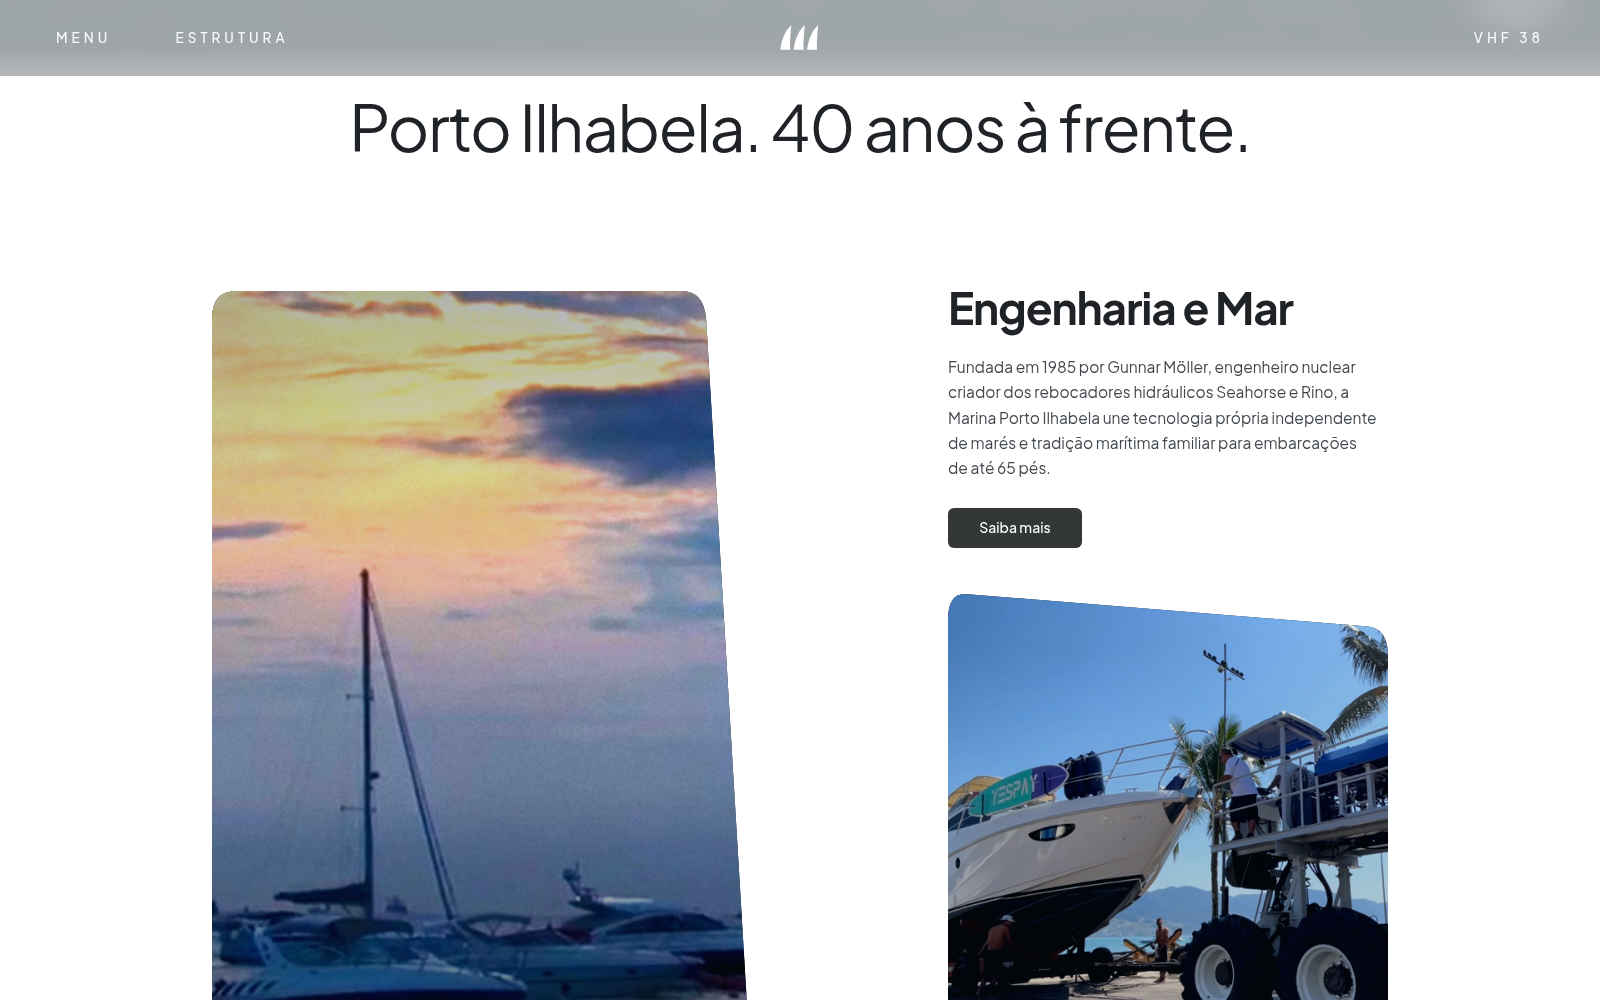 MENU
ESTRUTURA
VHF 38
Porto Ilhabela. 40 anos à frente.
Engenharia e Mar
Fundada em 1985 por Gunnar Möller, engenheiro nuclear
criador dos rebocadores hidráulicos Seahorse e Rino, a
Marina Porto Ilhabela une tecnologia própria independente
de marés e tradição marítima familiar para embarcações
de até 65 pés.
Saiba mais
YESPAY